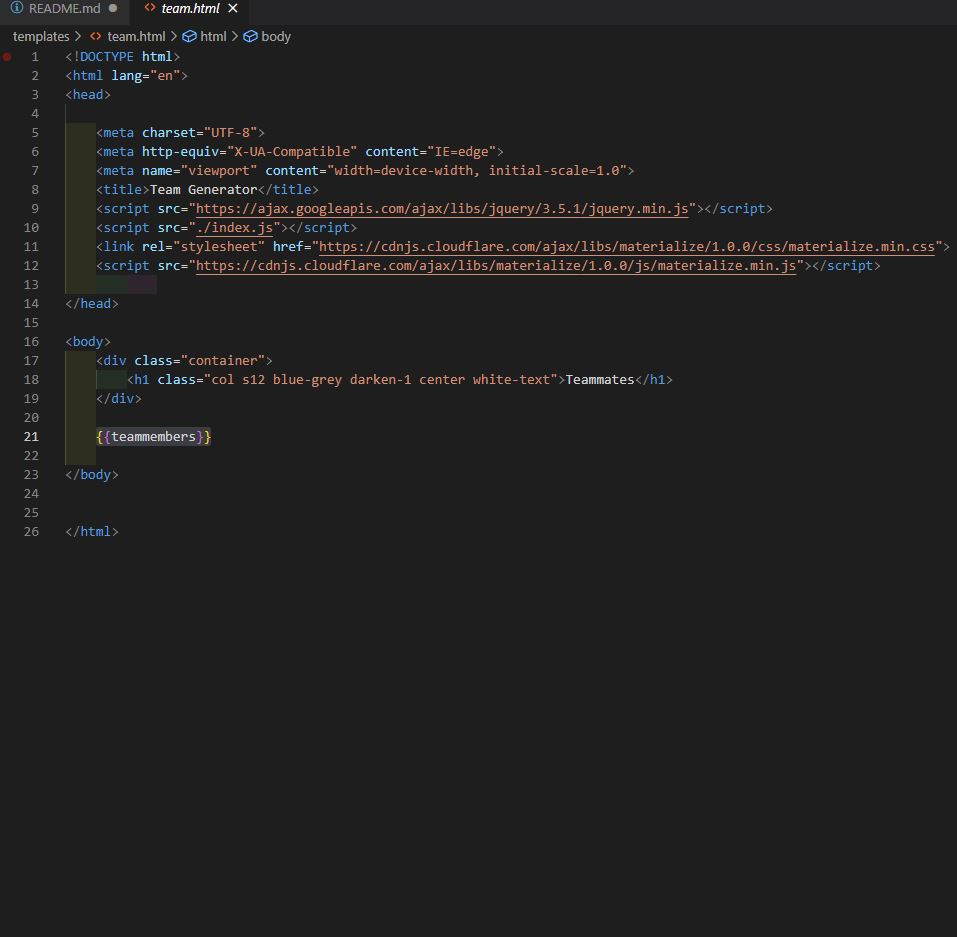 README.md
team.html
templates > team.html > html > body
1 <!DOCTYPE html>
2 <html lang="en">
3 <head>
4
5 <meta charset="UTF-8">
6 <meta http-equiv="X-UA-Compatible" content="IE=edge">
7 <meta name="viewport" content="width=device-width, initial-scale=1.0">
8 <title>Team Generator</title>
9 <script src="https://ajax.googleapis.com/ajax/libs/jquery/3.5.1/jquery.min.js"></script>
10 <script src="./index.js"></script>
11 <link rel="stylesheet" href="https://cdnjs.cloudflare.com/ajax/libs/materialize/1.0.0/css/materialize.min.css">
12 <script src="https://cdnjs.cloudflare.com/ajax/libs/materialize/1.0.0/js/materialize.min.js"></script>
13
14 </head>
15
16 <body>
17 <div class="container">
18 <h1 class="col s12 blue-grey darken-1 center white-text">Teammates</h1>
19 </div>
20
21 {{teammembers}}
22
23 </body>
24
25
26 </html>